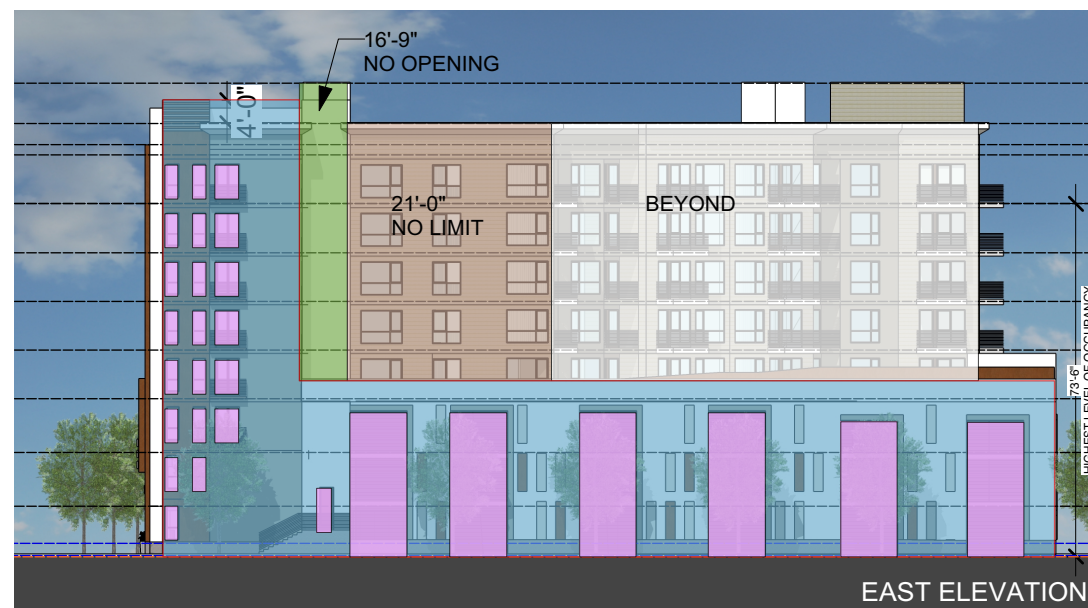 16'-9"
NO OPENING
4'-0"
21'-0"
NO LIMIT
BEYOND
73'-6"
HIGHEST LEVEL OF OCCUPANCY
EAST ELEVATION